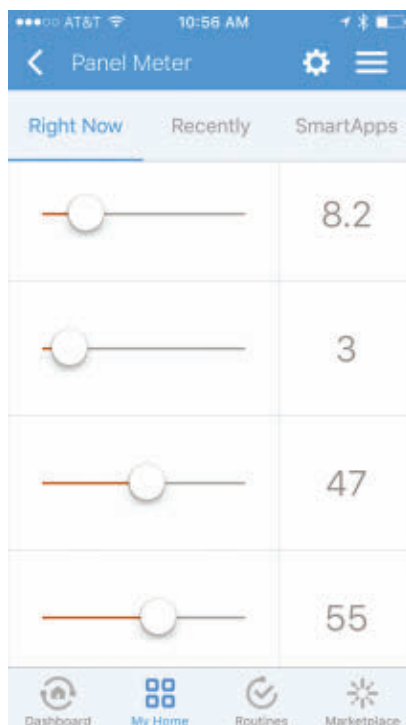 AT&T 10:56 AM
Panel Meter
Right Now Recently SmartApps
8.2
3
47
55
Dashboard My Home Routines Marketplace